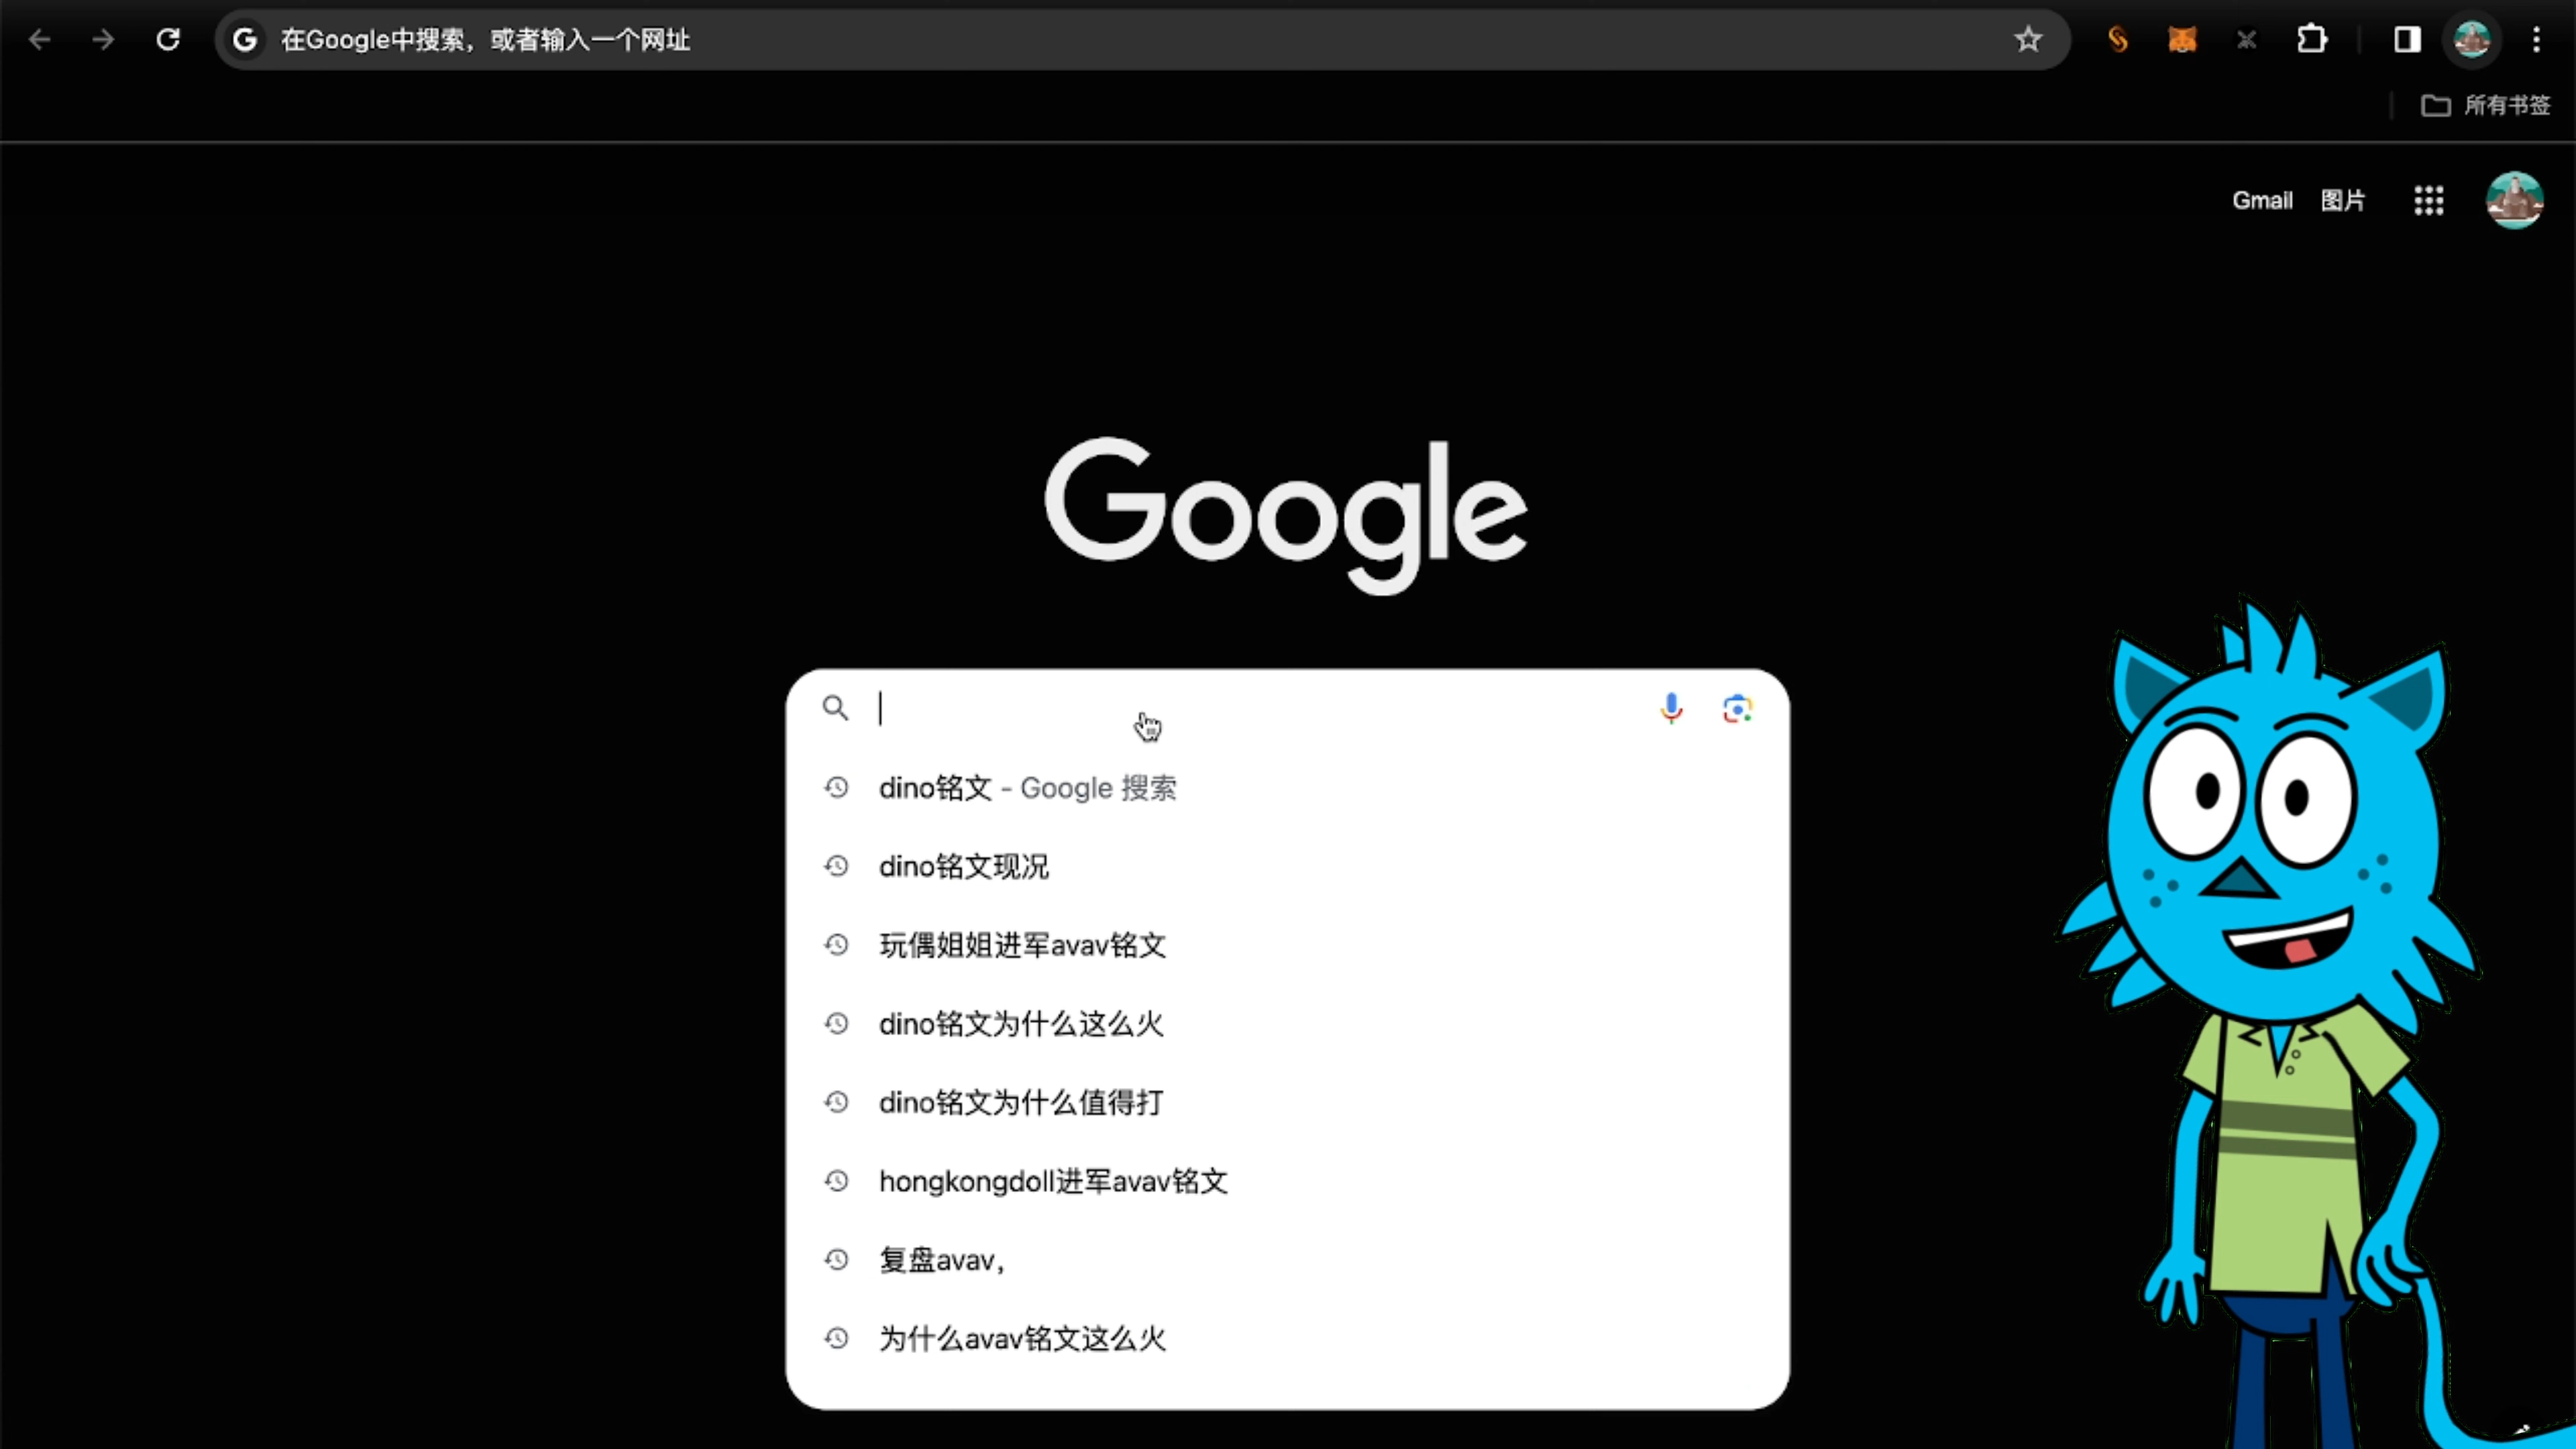 在Google中搜索，或者输入一个网址
所有书签
Gmail 图片
Google
dino铭文 - Google 搜索
dino铭文现况
玩偶姐姐进军avav铭文
dino铭文为什么这么火
dino铭文为什么值得打
hongkongdoll进军avav铭文
复盘avav，
为什么avav铭文这么火